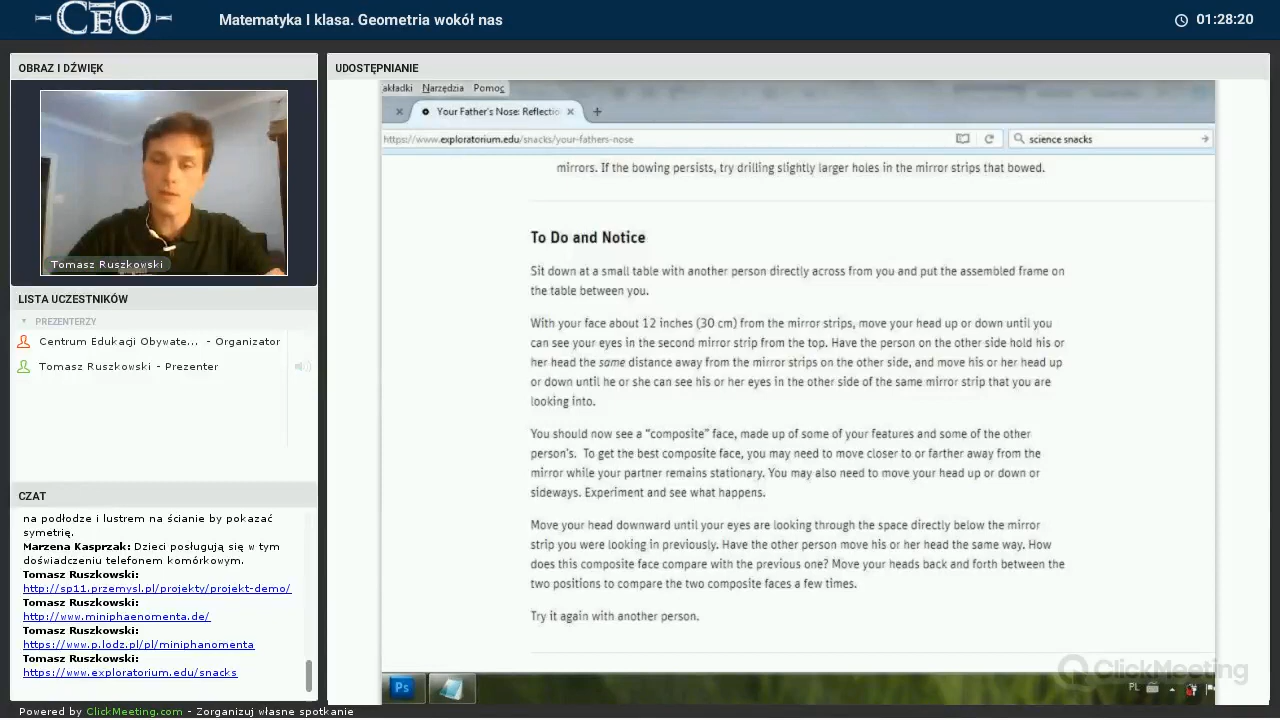 CEO
Matematyka I klasa. Geometria wokół nas
01:28:20
OBRAZ I DŹWIĘK
Tomasz Ruszkowski
LISTA UCZESTNIKÓW
PREZENTERZY
Centrum Edukacji Obywate... - Organizator
Tomasz Ruszkowski - Prezenter
CZAT
na podłodze i lustrem na ścianie by pokazać
symetrię.
Marzena Kasprzak: Dzieci posługują się w tym
doświadczeniu telefonem komórkowym.
Tomasz Ruszkowski:
http://sp11.przemysl.pl/projekty/projekt-demo/
Tomasz Ruszkowski:
http://www.miniphaenomenta.de/
Tomasz Ruszkowski:
https://www.p.lodz.pl/pl/miniphanomenta
Tomasz Ruszkowski:
https://www.exploratorium.edu/snacks
UDOSTĘPNIANIE
akładki Narzędzia Pomoc
Your Father's Nose: Reflectio
https://www.exploratorium.edu/snacks/your-fathers-nose
science snacks
mirrors. If the bowing persists, try drilling slightly larger holes in the mirror strips that bowed.
To Do and Notice
Sit down at a small table with another person directly across from you and put the assembled frame on
the table between you.
With your face about 12 inches (30 cm) from the mirror strips, move your head up or down until you
can see your eyes in the second mirror strip from the top. Have the person on the other side hold his or
her head the same distance away from the mirror strips on the other side, and move his or her head up
or down until he or she can see his or her eyes in the other side of the same mirror strip that you are
looking into.
You should now see a “composite” face, made up of some of your features and some of the other
person's. To get the best composite face, you may need to move closer to or farther away from the
mirror while your partner remains stationary. You may also need to move your head up or down or
sideways. Experiment and see what happens.
Move your head downward until your eyes are looking through the space directly below the mirror
strip you were looking in previously. Have the other person move his or her head the same way. How
does this composite face compare with the previous one? Move your heads back and forth between the
two positions to compare the two composite faces a few times.
Try it again with another person.
ClickMeeting
Ps
PL
Powered by ClickMeeting.com - Zorganizuj własne spotkanie